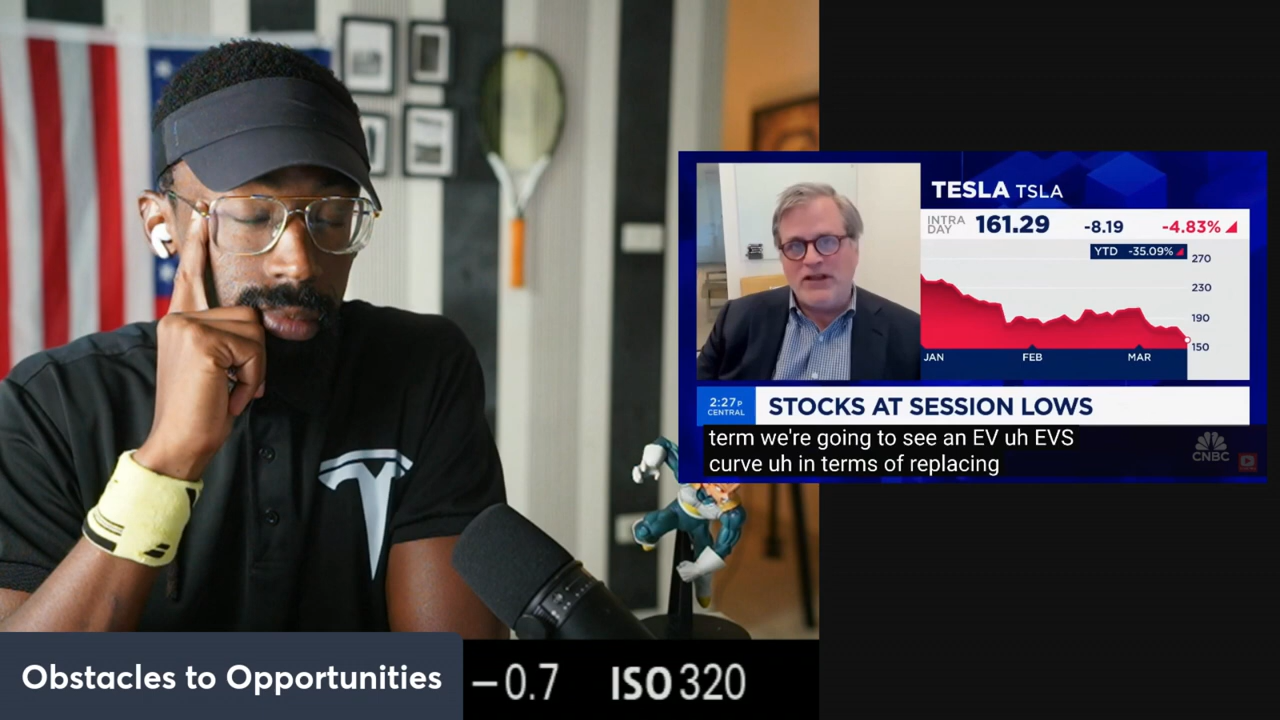 TESLA TSLA
INTRA
DAY
161.29
-8.19
-4.83%
YTD -35.09%
270
230
190
150
JAN
FEB
MAR
2:27P
CENTRAL
STOCKS AT SESSION LOWS
term we're going to see an EV uh EVS
curve uh in terms of replacing
CNBC
Obstacles to Opportunities
–0.7
ISO 320